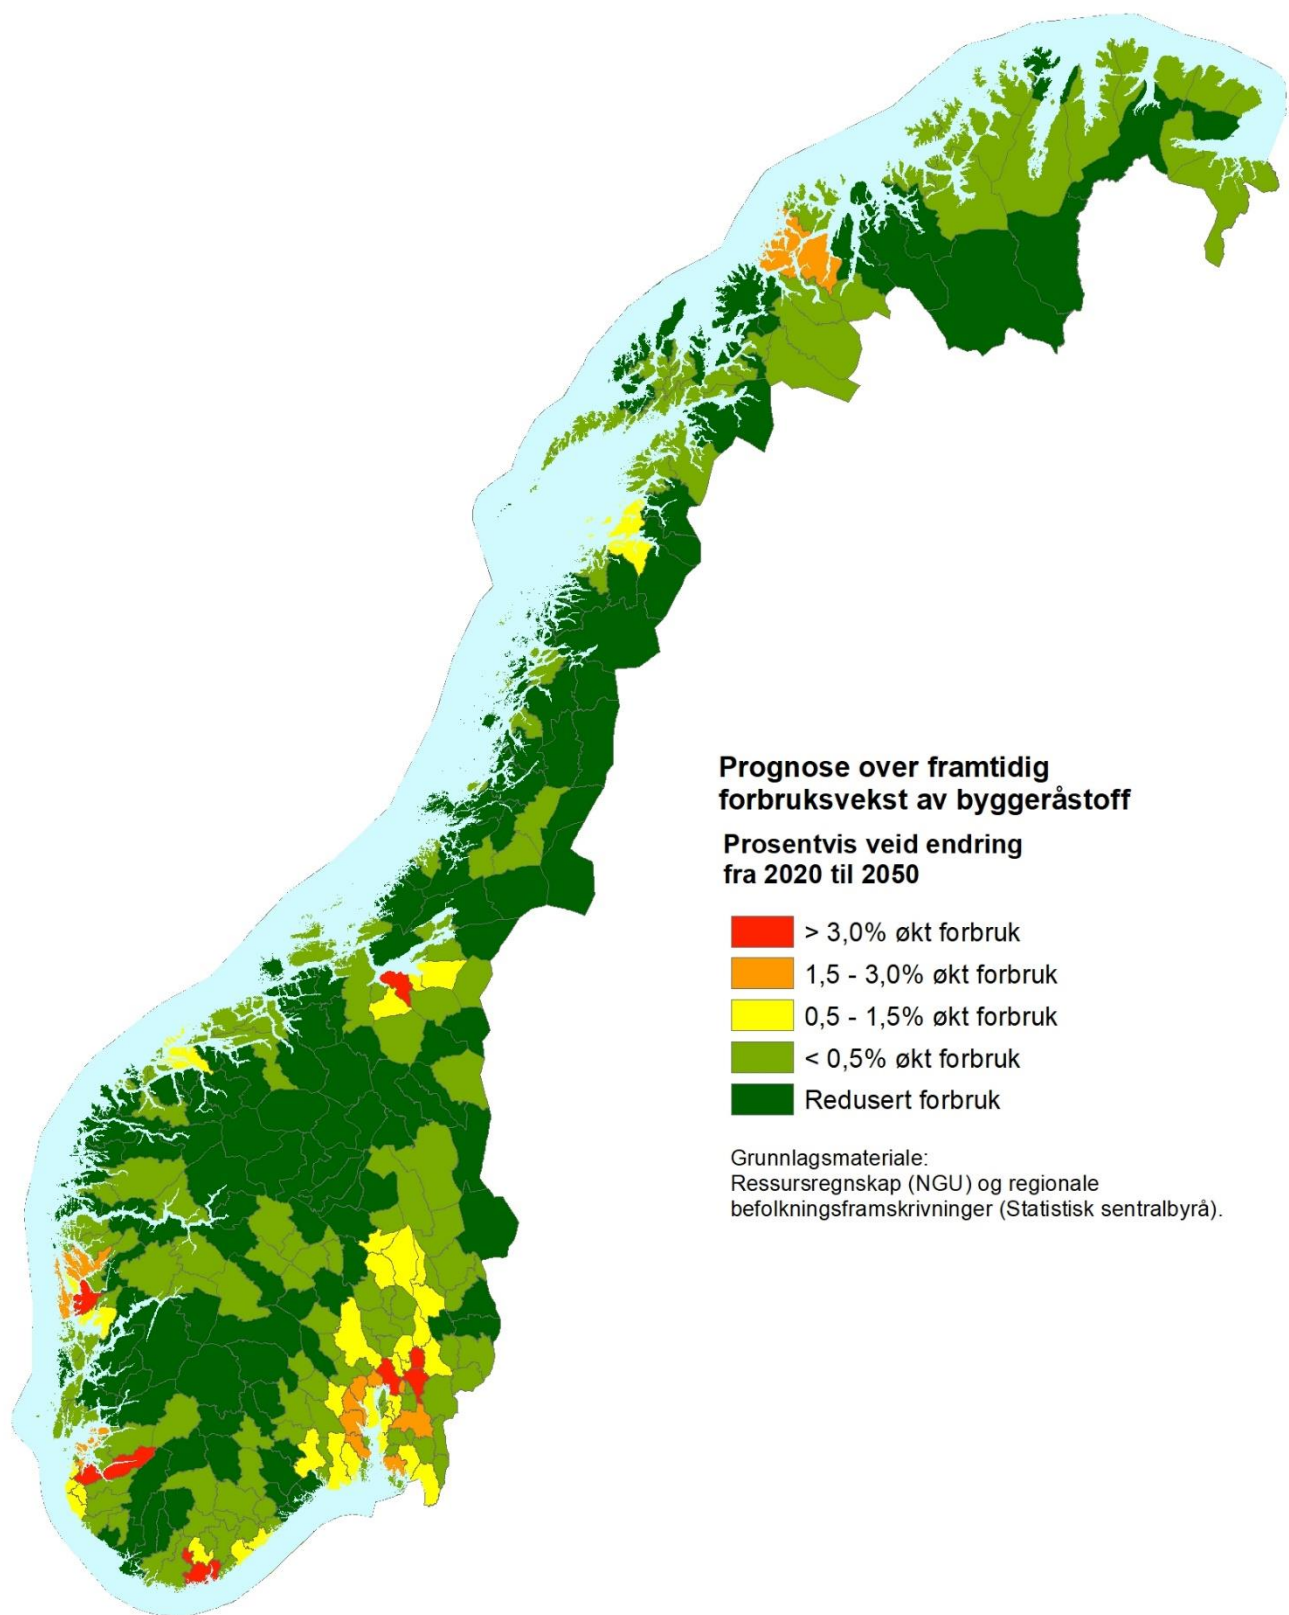 Prognose over framtidig
forbruksvekst av byggeråstoff
Prosentvis veid endring
fra 2020 til 2050
> 3,0% økt forbruk
1,5 - 3,0% økt forbruk
0,5 - 1,5% økt forbruk
< 0,5% økt forbruk
Redusert forbruk
Grunnlagsmateriale:
Ressursregnskap (NGU) og regionale
befolkningsframskrivninger (Statistisk sentralbyrå).